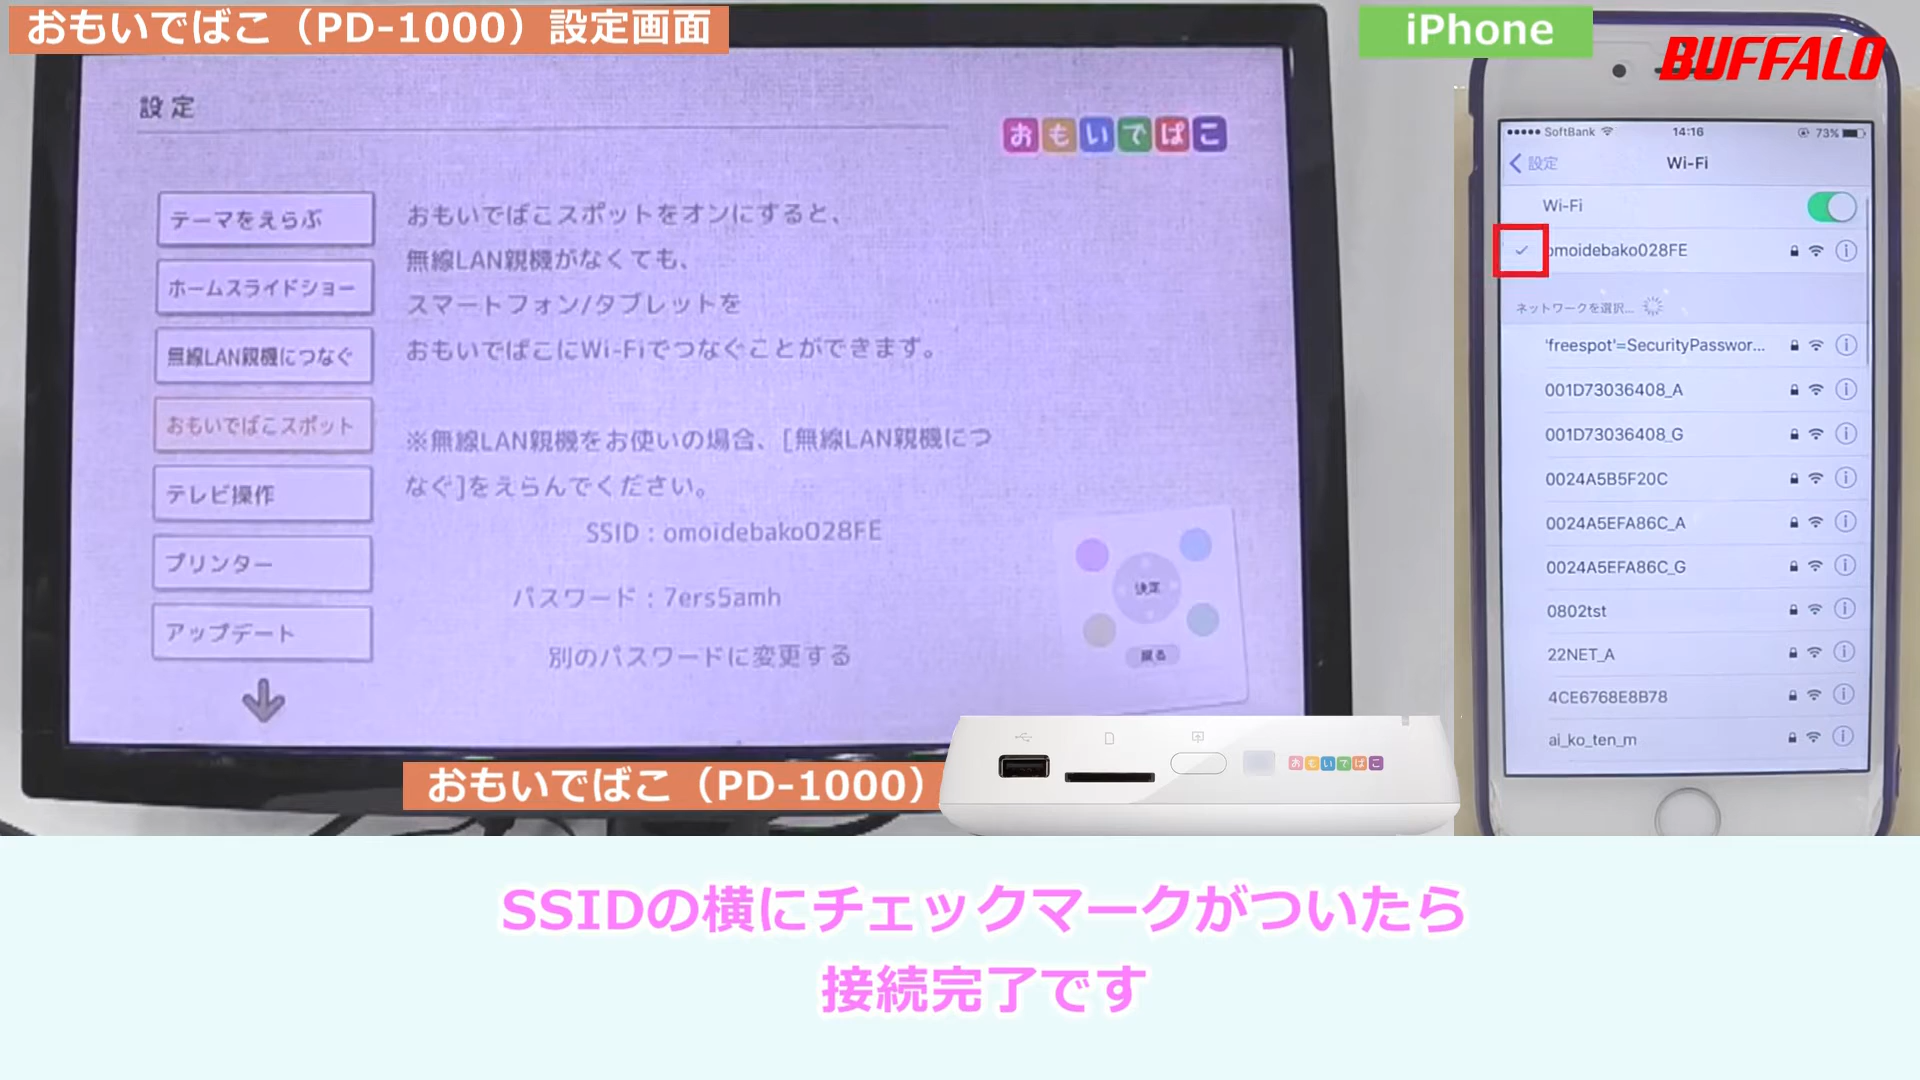 おもいでばこ（PD-1000）設定画面
iPhone
BUFFALO
設定
おもいでばこ
テーマをえらぶ
ホームスライドショー
無線LAN親機につなぐ
おもいでばこスポット
テレビ操作
プリンター
アップデート
おもいでばこスポットをオンにすると、
無線LAN親機がなくても、
スマートフォン/タブレットを
おもいでばこにWi-Fiでつなぐことができます。
※無線LAN親機をお使いの場合、[無線LAN親機につ
なぐ]をえらんでください。
SSID : omoidebako028FE
パスワード : 7ers5amh
別のパスワードに変更する
決定
戻る
SoftBank 14:16 73%
設定 Wi-Fi
Wi-Fi
omoidebako028FE
ネットワークを選択...
'freespot'=SecurityPasswor...
001D73036408_A
001D73036408_G
0024A5B5F20C
0024A5EFA86C_A
0024A5EFA86C_G
0802tst
22NET_A
4CE6768E8B78
ai_ko_ten_m
おもいでばこ（PD-1000）
おもいでばこ
SSIDの横にチェックマークがついたら
接続完了です